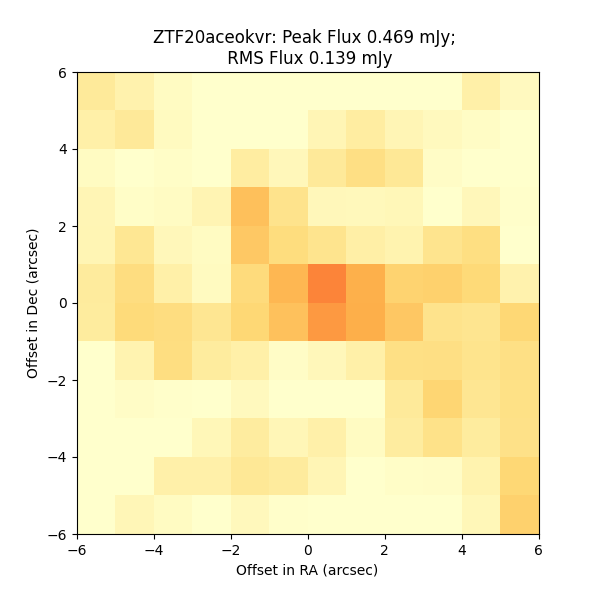 ZTF20aceokvr: Peak Flux 0.469 mJy;
RMS Flux 0.139 mJy
6
4
2
0
−2
−4
−6
Offset in Dec (arcsec)
−6 −4 −2 0 2 4 6
Offset in RA (arcsec)